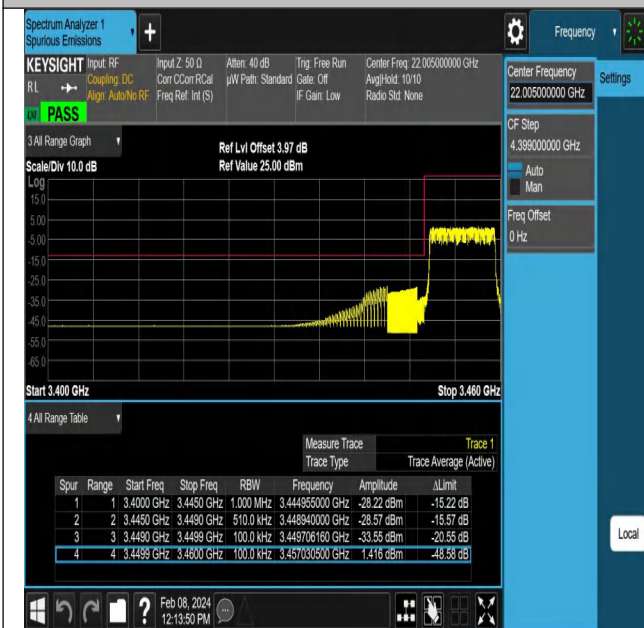 Spectrum Analyzer 1
Spurious Emissions
+
Frequency
KEYSIGHT Input: RF Input Z: 50 Ω Atten: 40 dB Trig: Free Run Center Freq: 22.005000000 GHz
RL Coupling: DC Corr CCorr RCal µW Path: Standard Gate: Off Avg|Hold: 10/10
Align: Auto/No RF Freq Ref: Int (S) IF Gain: Low Radio Std: None
PASS
Center Frequency
22.005000000 GHz
Settings
CF Step
4.399000000 GHz
Auto
Man
Freq Offset
0 Hz
3 All Range Graph
Ref Lvl Offset 3.97 dB
Scale/Div 10.0 dB Ref Value 25.00 dBm
Log
15.0
5.00
-5.00
-15.0
-25.0
-35.0
-45.0
-55.0
-65.0
Start 3.400 GHz Stop 3.460 GHz
4 All Range Table
Measure Trace Trace 1
Trace Type Trace Average (Active)
Spur Range Start Freq Stop Freq RBW Frequency Amplitude ΔLimit
1 1 3.4000 GHz 3.4450 GHz 1.000 MHz 3.444955000 GHz -28.22 dBm -15.22 dB
2 2 3.4450 GHz 3.4490 GHz 510.0 kHz 3.448940000 GHz -28.57 dBm -15.57 dB
3 3 3.4490 GHz 3.4499 GHz 100.0 kHz 3.449706160 GHz -33.55 dBm -20.55 dB
4 4 3.4499 GHz 3.4600 GHz 100.0 kHz 3.457030500 GHz 1.416 dBm -48.58 dB
Local
? Feb 08, 2024
12:13:50 PM